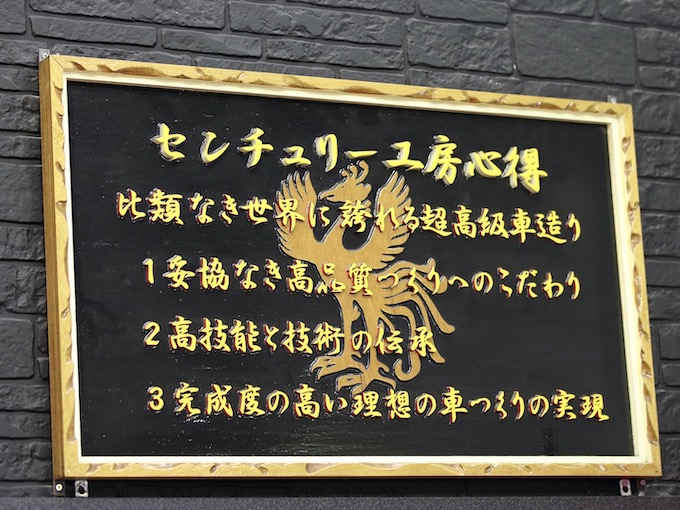 センチュリー工房心得
比類なき世界に誇れる超高級車造り
1妥協なき高品質つくりへのこだわり
2高技能と技術の伝承
3完成度の高い理想の車つくりの実現